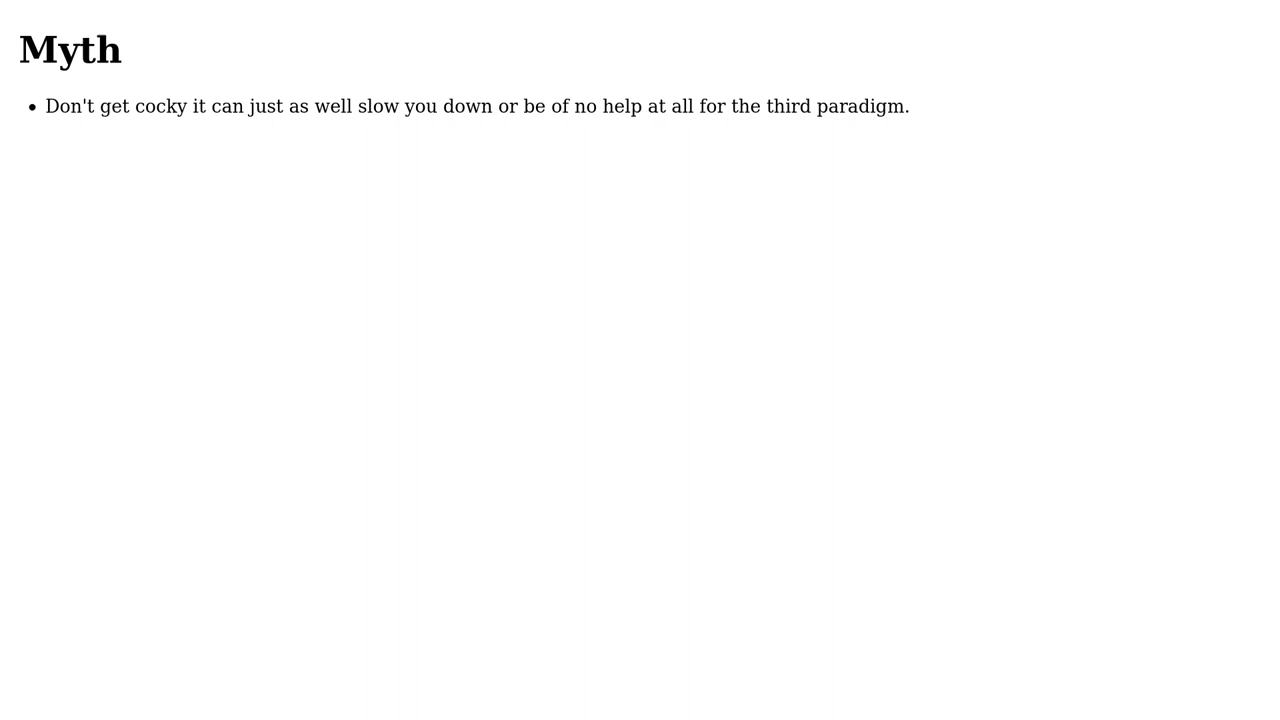 Myth
Don't get cocky it can just as well slow you down or be of no help at all for the third paradigm.